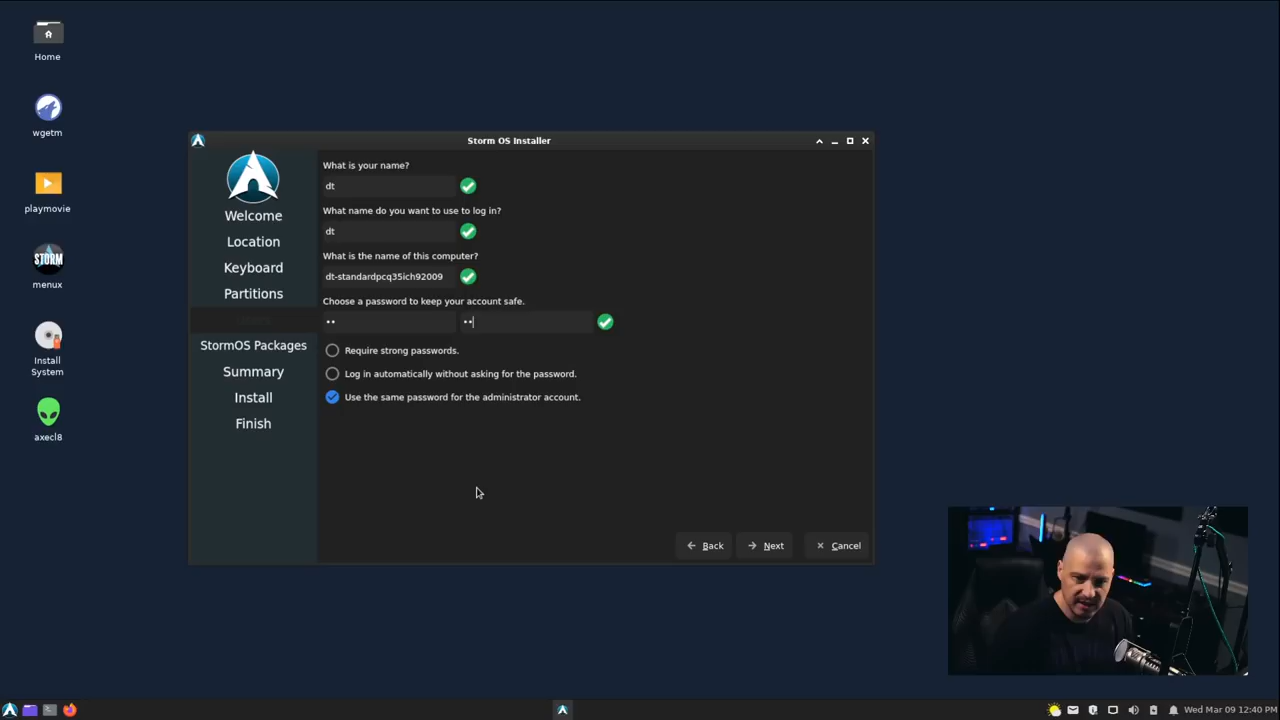 Home
wgetm
playmovie
STORM
menux
Install
System
axecl8
Storm OS Installer
Welcome
Location
Keyboard
Partitions
StormOS Packages
Summary
Install
Finish
What is your name?
dt
What name do you want to use to log in?
dt
What is the name of this computer?
dt-standardpcq35ich92009
Choose a password to keep your account safe.
•• ••
Require strong passwords.
Log in automatically without asking for the password.
Use the same password for the administrator account.
Back Next Cancel
Wed Mar 09 12:40 PM